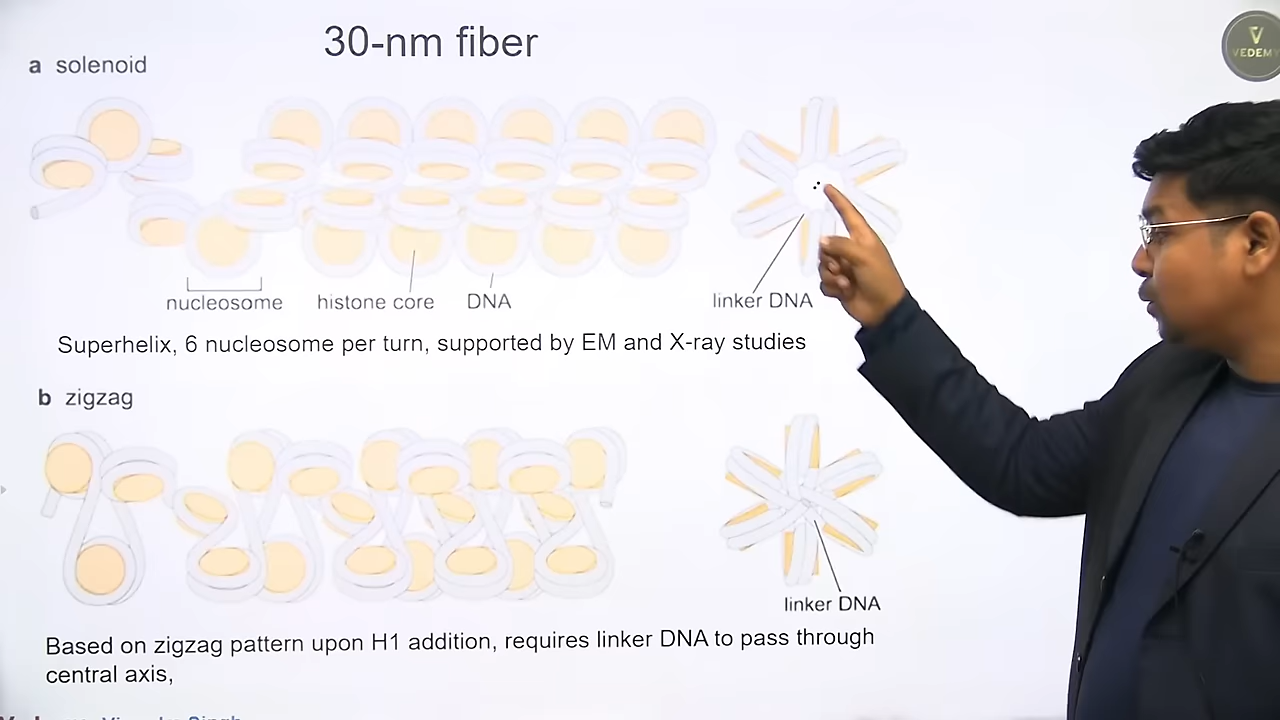 30-nm fiber
a solenoid
nucleosome
histone core
DNA
linker DNA
Superhelix, 6 nucleosome per turn, supported by EM and X-ray studies
b zigzag
linker DNA
Based on zigzag pattern upon H1 addition, requires linker DNA to pass through
central axis,
VEDEMY
Singh